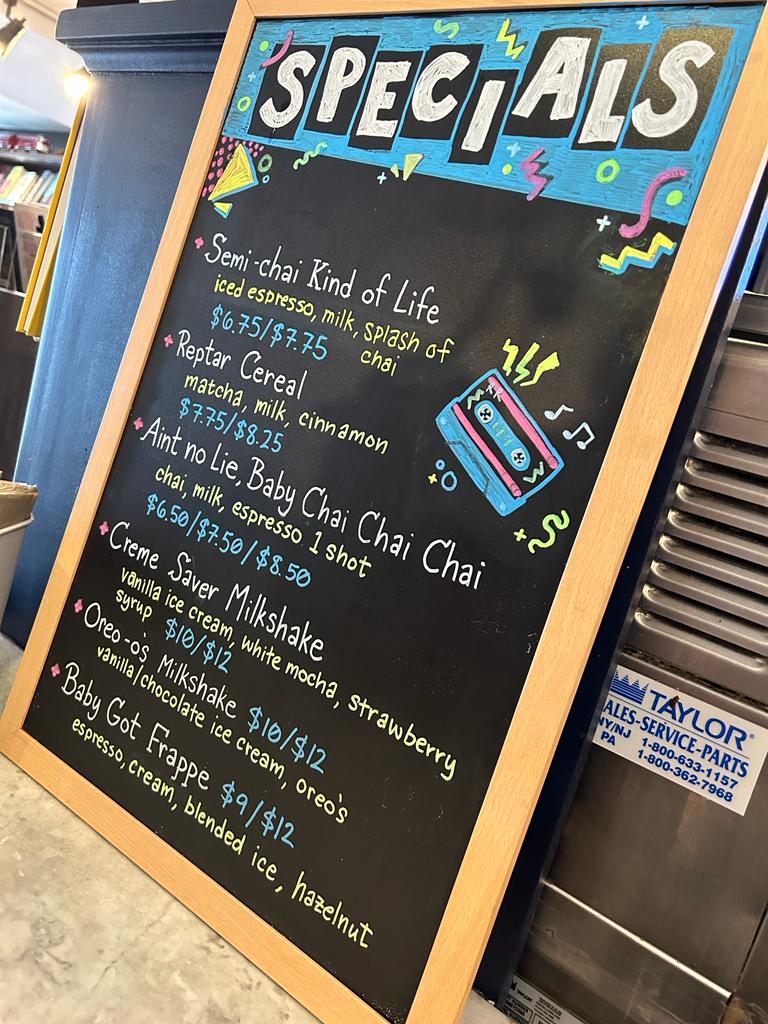 SPECIALS
Semi-chai Kind of Life
iced espresso, milk, splash of
chai
$6.75/$7.75
Reptar Cereal
matcha, milk, cinnamon
$7.75/$8.25
Aint no Lie, Baby Chai Chai Chai
chai, milk, espresso 1 shot
$6.50/$7.50/$8.50
Creme Saver Milkshake
vanilla ice cream, white mocha, strawberry
syrup $10/$12
Oreo-o's Milkshake $10/$12
vanilla/chocolate ice cream, oreo's
Baby Got Frappe $9/$12
espresso, cream, blended ice, hazelnut
RR
TAYLOR®
ALES-SERVICE-PARTS
NY/NJ 1-800-633-1157
PA 1-800-362-7968